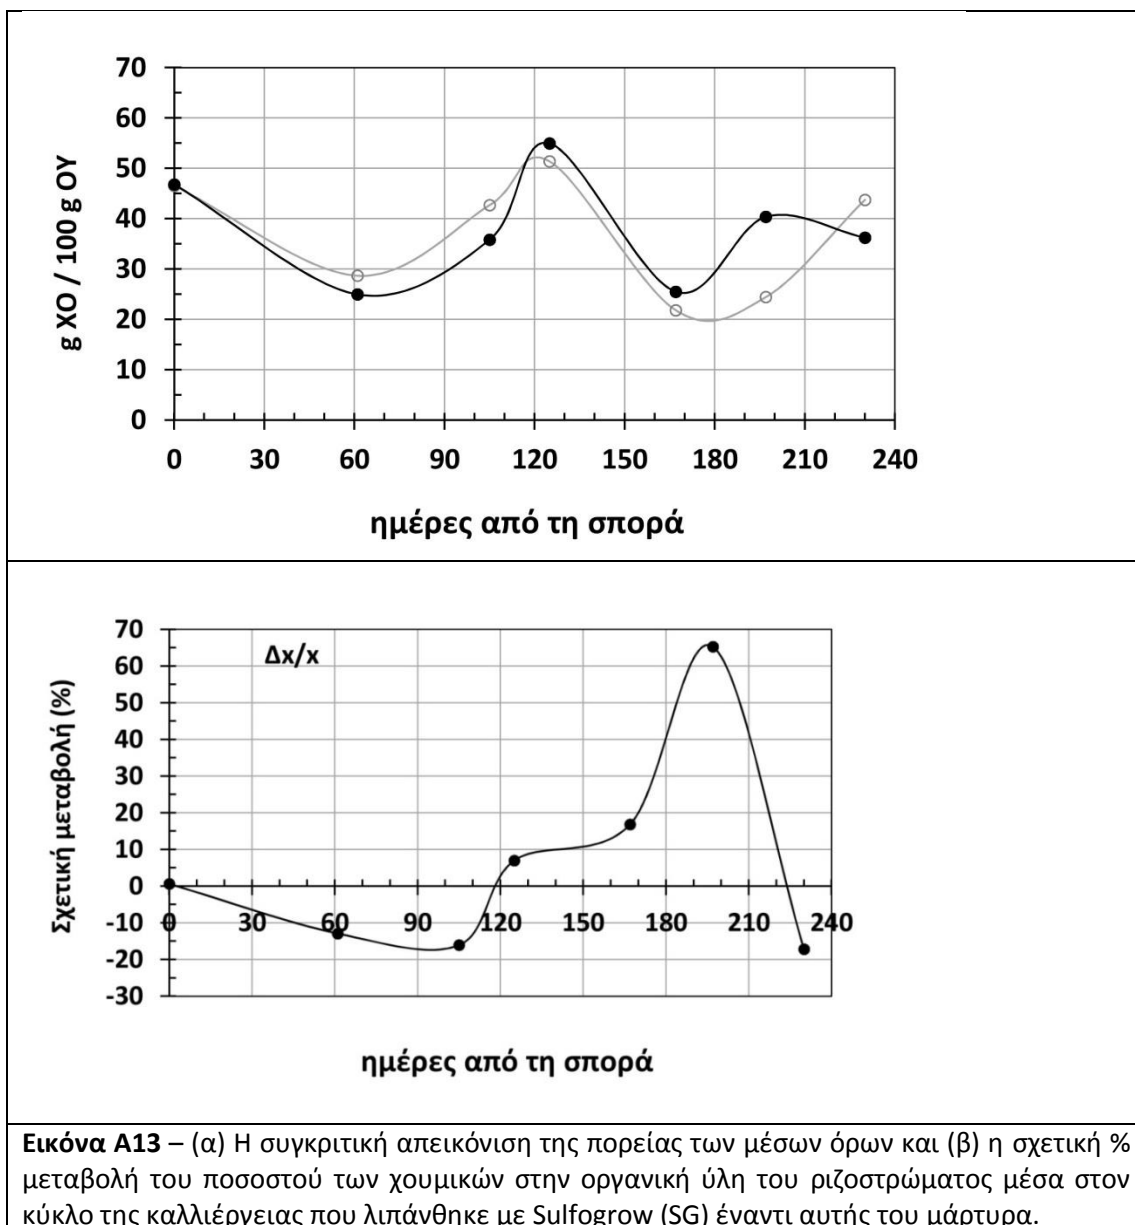 70
60
50
40
30
20
10
0
g ΧΟ / 100 g ΟΥ
0 30 60 90 120 150 180 210 240
ημέρες από τη σπορά
70
60
50
40
30
20
10
0
-10
-20
-30
Δx/x
Σχετική μεταβολή (%)
0 30 60 90 120 150 180 210 240
ημέρες από τη σπορά
Εικόνα Α13 – (α) Η συγκριτική απεικόνιση της πορείας των μέσων όρων και (β) η σχετική %
μεταβολή του ποσοστού των χουμικών στην οργανική ύλη του ριζοστρώματος μέσα στον
κύκλο της καλλιέργειας που λιπάνθηκε με Sulfogrow (SG) έναντι αυτής του μάρτυρα.